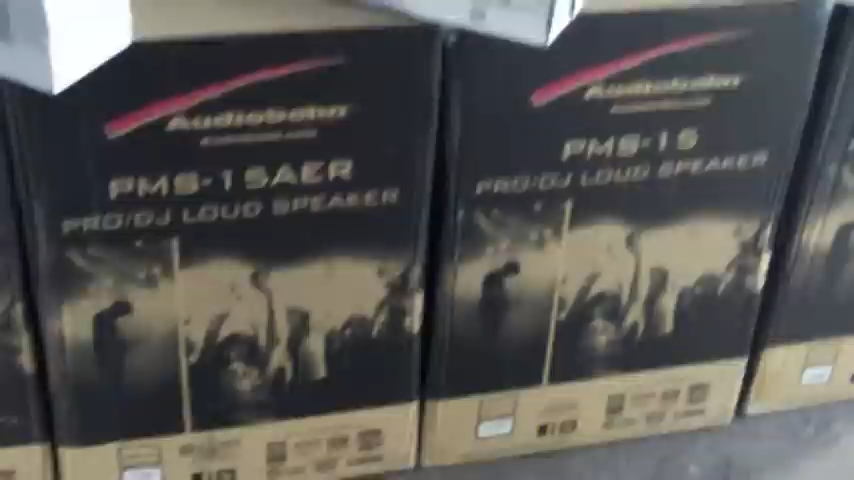 Audiobahn
PMS-15AER
PRO/DJ LOUD SPEAKER
Audiobahn
PMS-15
PRO/DJ LOUD SPEAKER